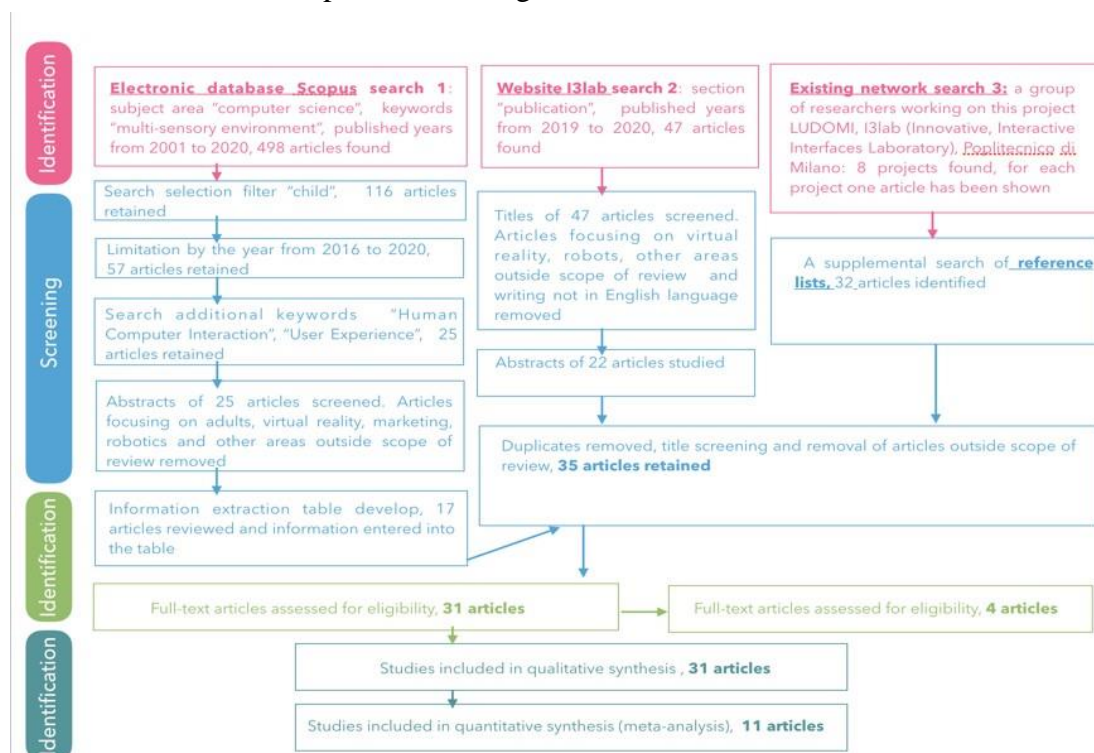 Identification
Electronic database Scopus search 1:
subject area "computer science", keywords
"multi-sensory environment", published years
from 2001 to 2020, 498 articles found
Website I3lab search 2: section
"publication", published years
from 2019 to 2020, 47 articles
found
Existing network search 3: a group
of researchers working on this project
LUDOMI, I3lab (Innovative, Interactive
Interfaces Laboratory), Poplitecnico di
Milano: 8 projects found, for each
project one article has been shown
Screening
Search selection filter "child", 116 articles
retained
Limitation by the year from 2016 to 2020,
57 articles retained
Search additional keywords "Human
Computer Interaction", "User Experience", 25
articles retained
Abstracts of 25 articles screened. Articles
focusing on adults, virtual reality, marketing,
robotics and other areas outside scope of
review removed
Information extraction table develop, 17
articles reviewed and information entered into
the table
Titles of 47 articles screened.
Articles focusing on virtual
reality, robots, other areas
outside scope of review and
writing not in English language
removed
Abstracts of 22 articles studied
A supplemental search of reference
lists, 32 articles identified
Duplicates removed, title screening and removal of articles outside scope of
review, 35 articles retained
Identification
Full-text articles assessed for eligibility, 31 articles
Full-text articles assessed for eligibility, 4 articles
Identification
Studies included in qualitative synthesis , 31 articles
Studies included in quantitative synthesis (meta-analysis), 11 articles